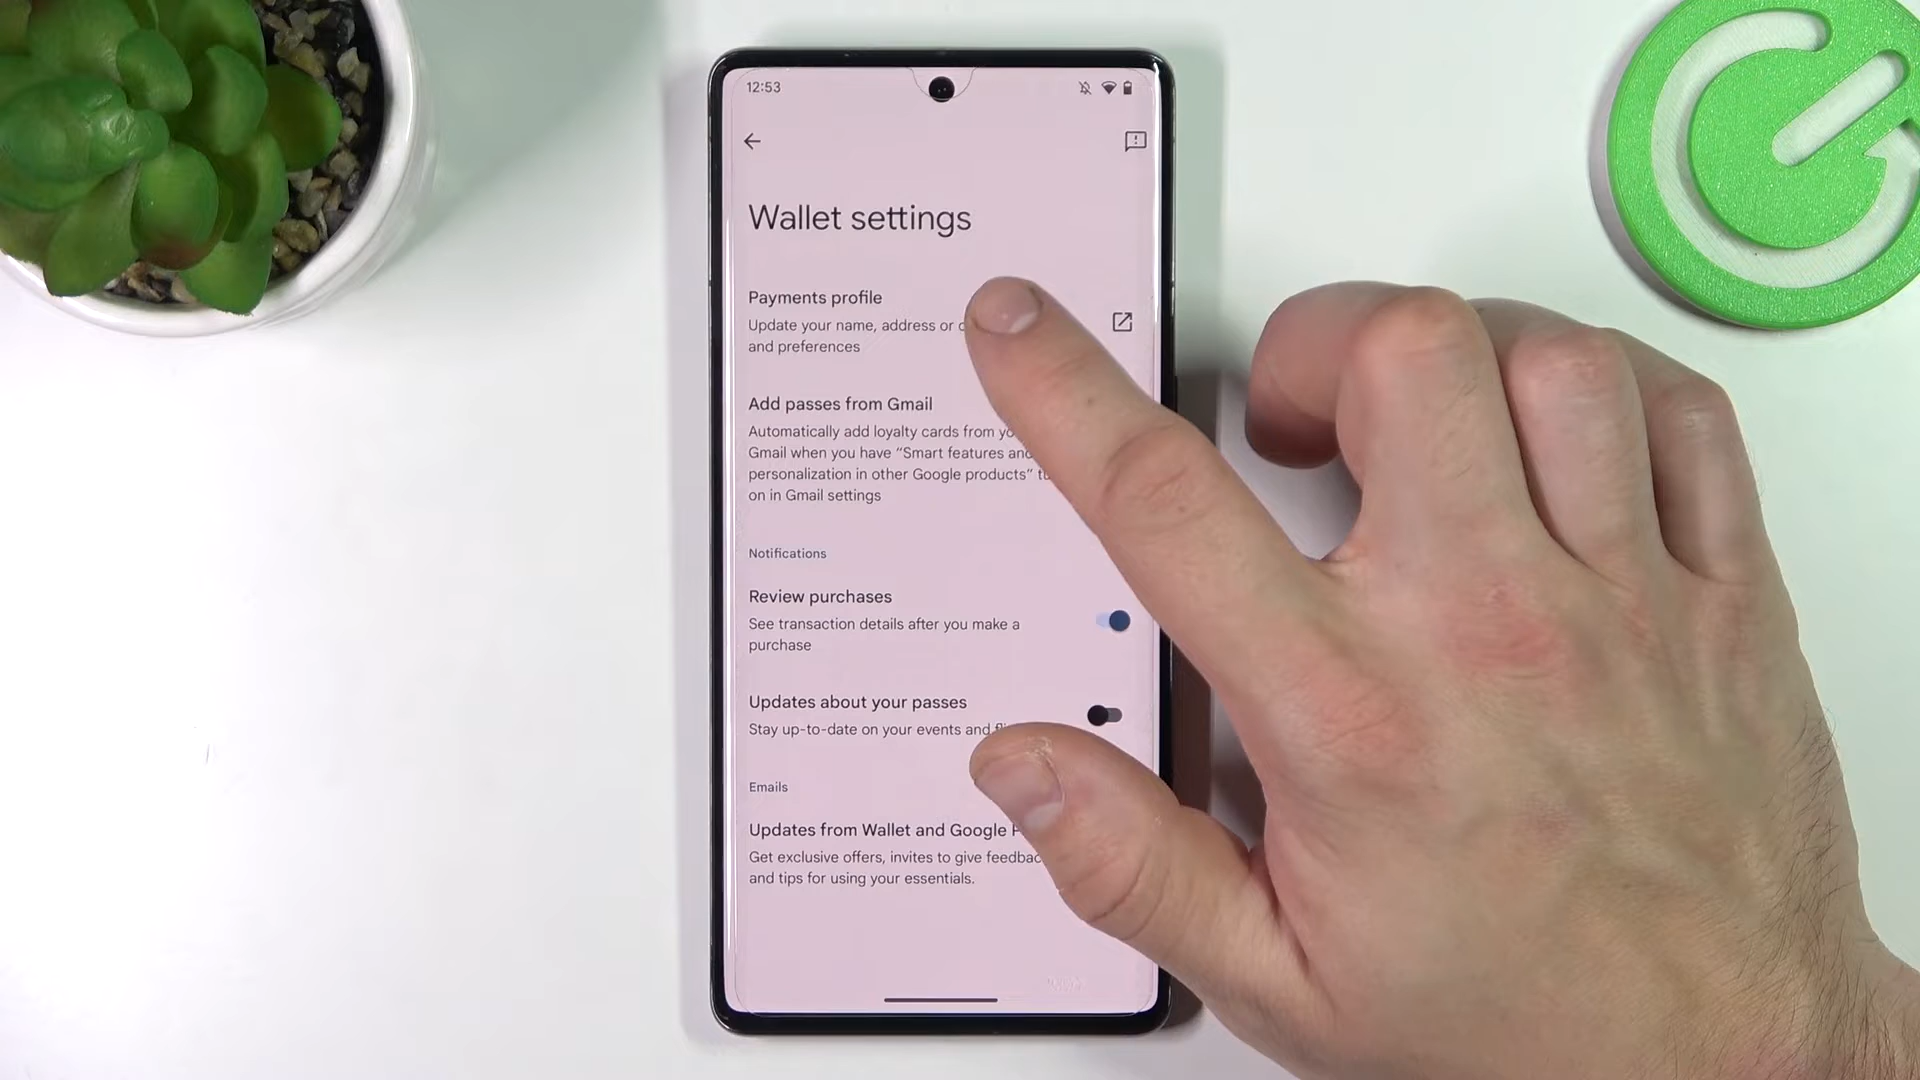 12:53
Wallet settings
Payments profile
Update your name, address or
and preferences
Add passes from Gmail
Automatically add loyalty cards from
Gmail when you have “Smart features and
personalization in other Google products”
on in Gmail settings
Notifications
Review purchases
See transaction details after you make a
purchase
Updates about your passes
Stay up-to-date on your events and
Emails
Updates from Wallet and Google
Get exclusive offers, invites to give
and tips for using your essentials.